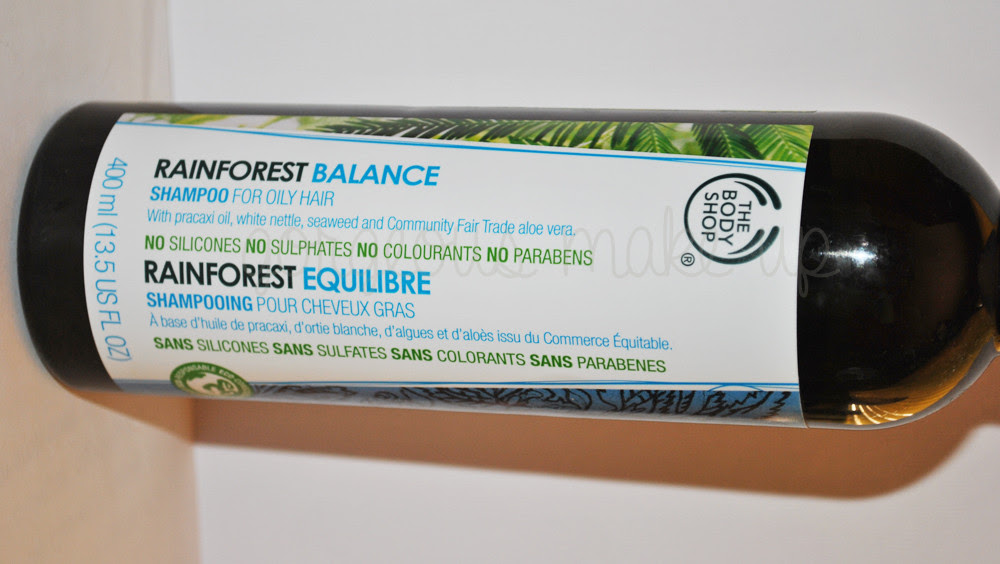 RAINFOREST BALANCE
SHAMPOO FOR OILY HAIR
With pracaxi oil, white nettle, seaweed and Community Fair Trade aloe vera.
NO SILICONES NO SULPHATES NO COLOURANTS NO PARABENS
RAINFOREST EQUILIBRE
SHAMPOOING POUR CHEVEUX GRAS
À base d'huile de pracaxi, d'ortie blanche, d'algues et d'aloès issu du Commerce Équitable.
SANS SILICONES SANS SULFATES SANS COLORANTS SANS PARABENES
400 ml (13.5 US FL OZ)
THE
BODY
SHOP
®
gorgeous make up